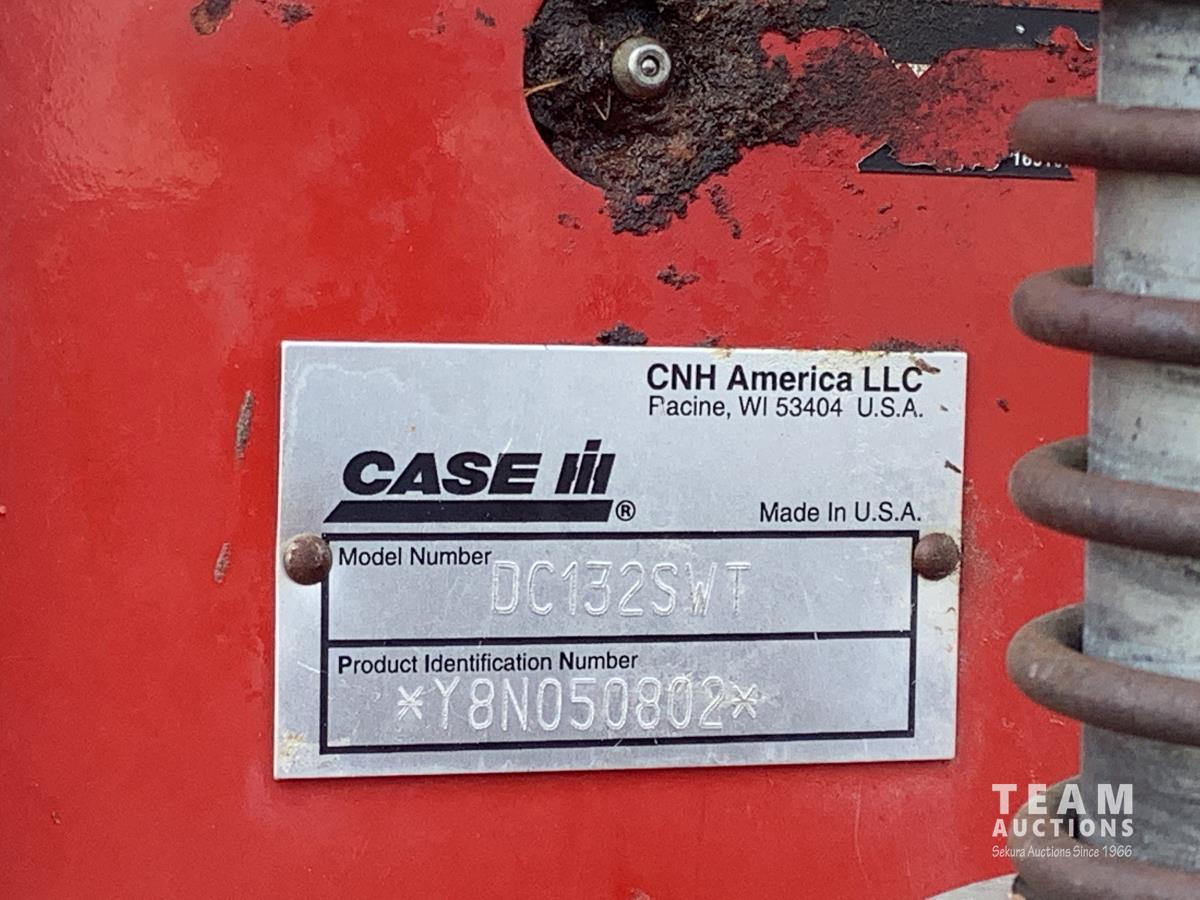 CNH America LLC
Racine, WI 53404 U.S.A.
CASE IH®
Made In U.S.A.
Model Number
DC132SWT
Product Identification Number
*Y8N050802*
TEAM
AUCTIONS
Sekura Auctions Since 1966